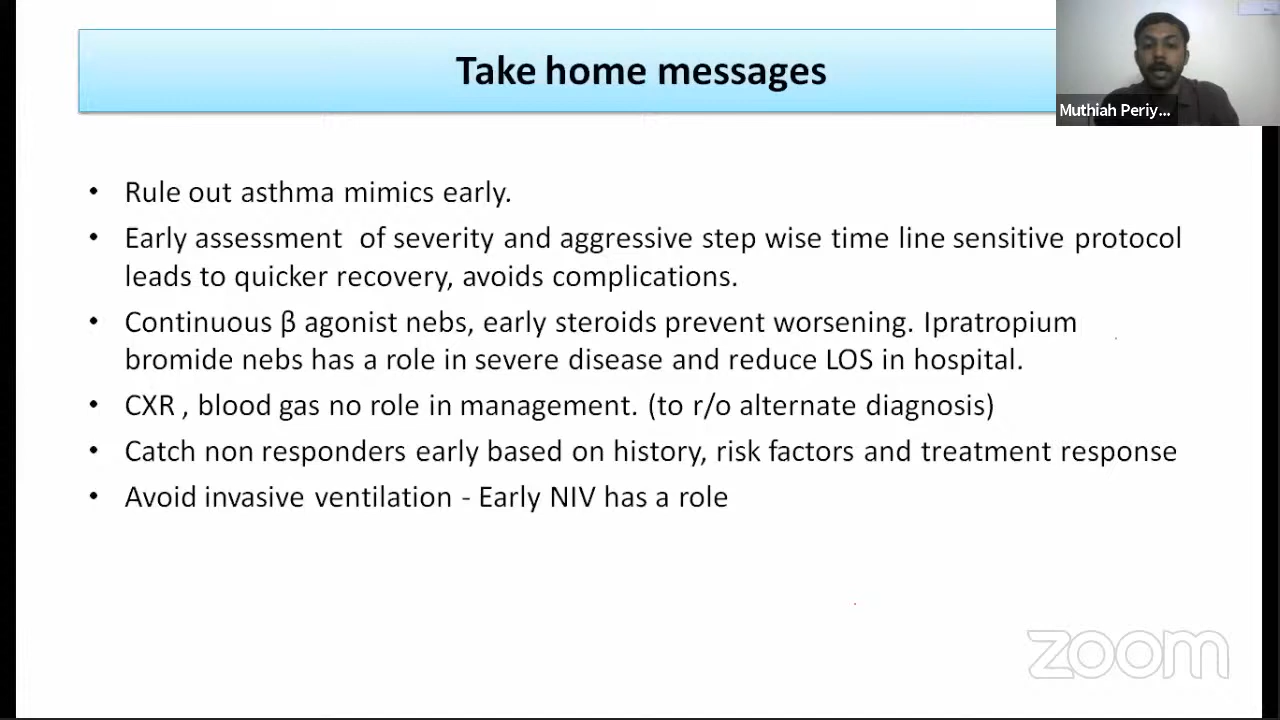 Take home messages
Muthiah Periy...
• Rule out asthma mimics early.
• Early assessment of severity and aggressive step wise time line sensitive protocol
leads to quicker recovery, avoids complications.
• Continuous β agonist nebs, early steroids prevent worsening. Ipratropium
bromide nebs has a role in severe disease and reduce LOS in hospital.
• CXR , blood gas no role in management. (to r/o alternate diagnosis)
• Catch non responders early based on history, risk factors and treatment response
• Avoid invasive ventilation - Early NIV has a role
zoom